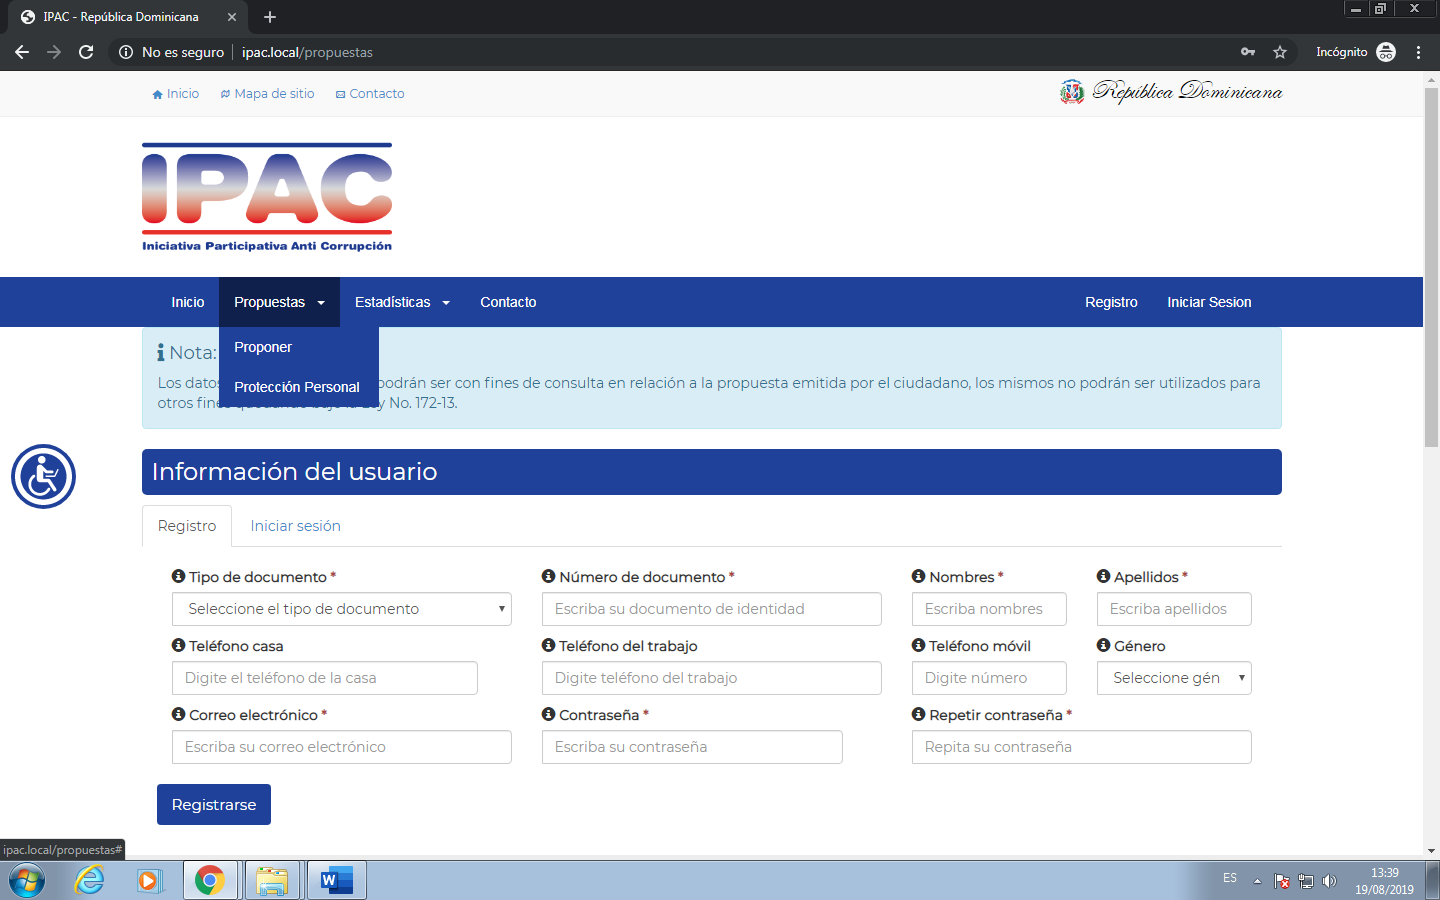 IPAC - República Dominicana
No es seguro | ipac.local/propuestas
Incógnito
Inicio Mapa de sitio Contacto
República Dominicana
IPAC
Iniciativa Participativa Anti Corrupción
Inicio Propuestas Estadísticas Contacto Registro Iniciar Sesion
Proponer
Protección Personal
Nota:
Los datos podrán ser con fines de consulta en relación a la propuesta emitida por el ciudadano, los mismos no podrán ser utilizados para
otros fines Ley No. 172-13.
Información del usuario
Registro Iniciar sesión
Tipo de documento * Número de documento * Nombres * Apellidos *
Seleccione el tipo de documento Escriba su documento de identidad Escriba nombres Escriba apellidos
Teléfono casa Teléfono del trabajo Teléfono móvil Género
Digite el teléfono de la casa Digite teléfono del trabajo Digite número Seleccione gén
Correo electrónico * Contraseña * Repetir contraseña *
Escriba su correo electrónico Escriba su contraseña Repita su contraseña
Registrarse
ipac.local/propuestas#
ES
13:39
19/08/2019